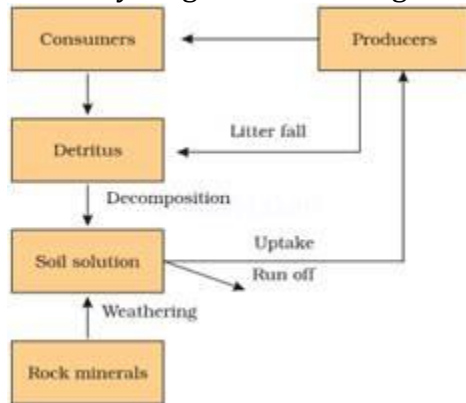 Consumers
Producers
Litter fall
Detritus
Decomposition
Uptake
Soil solution
Run off
Weathering
Rock minerals